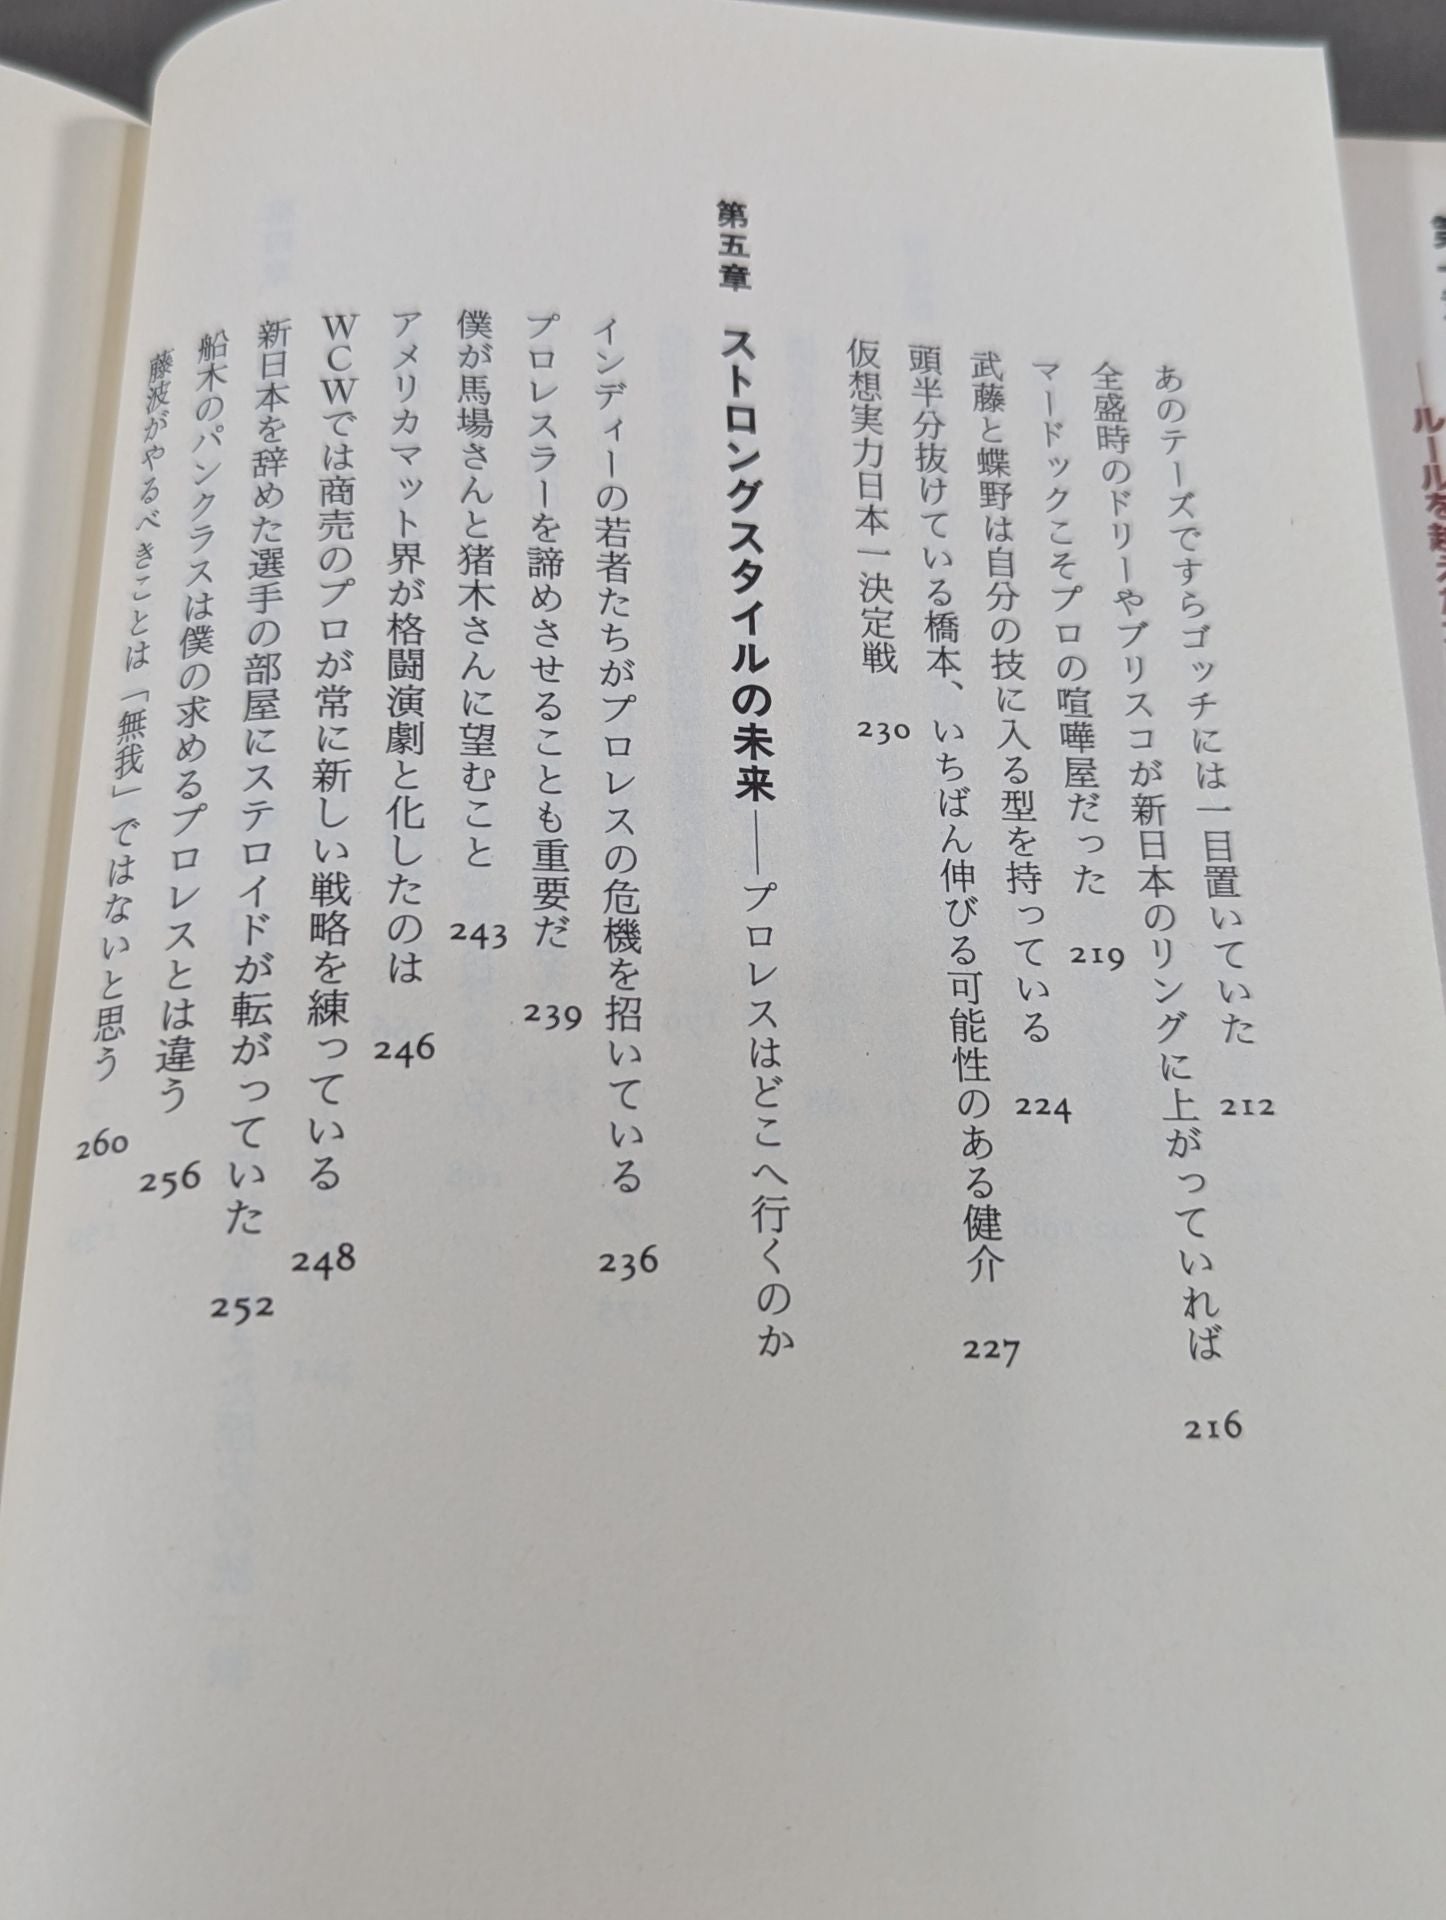 あのテーズですらゴッチには一目置いていた 212
全盛時のドリーやブリスコが新日本のリングに上がっていれば 216
マードックこそプロの喧嘩屋だった 219
武藤と蝶野は自分の技に入る型を持っている 224
頭半分抜けている橋本、いちばん伸びる可能性のある健介 227
仮想実力日本一決定戦 230
第五章 ストロングスタイルの未来――プロレスはどこへ行くのか
インディーの若者たちがプロレスの危機を招いている 236
プロレスラーを諦めさせることも重要だ 239
僕が馬場さんと猪木さんに望むこと 243
アメリカマット界が格闘演劇と化したのは 246
WCWでは商売のプロが常に新しい戦略を練っている 248
新日本を辞めた選手の部屋にステロイドが転がっていた 252
船木のパンクラスは僕の求めるプロレスとは違う 256
藤波がやるべきことは「無我」ではないと思う 260